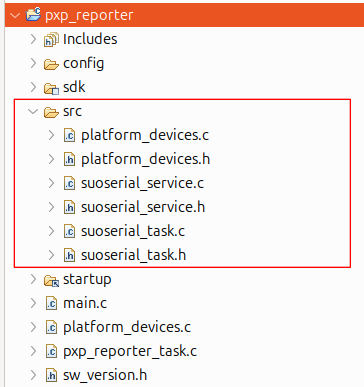 pxp_reporter
Includes
config
sdk
src
platform_devices.c
platform_devices.h
suoserial_service.c
suoserial_service.h
suoserial_task.c
suoserial_task.h
startup
main.c
platform_devices.c
pxp_reporter_task.c
sw_version.h